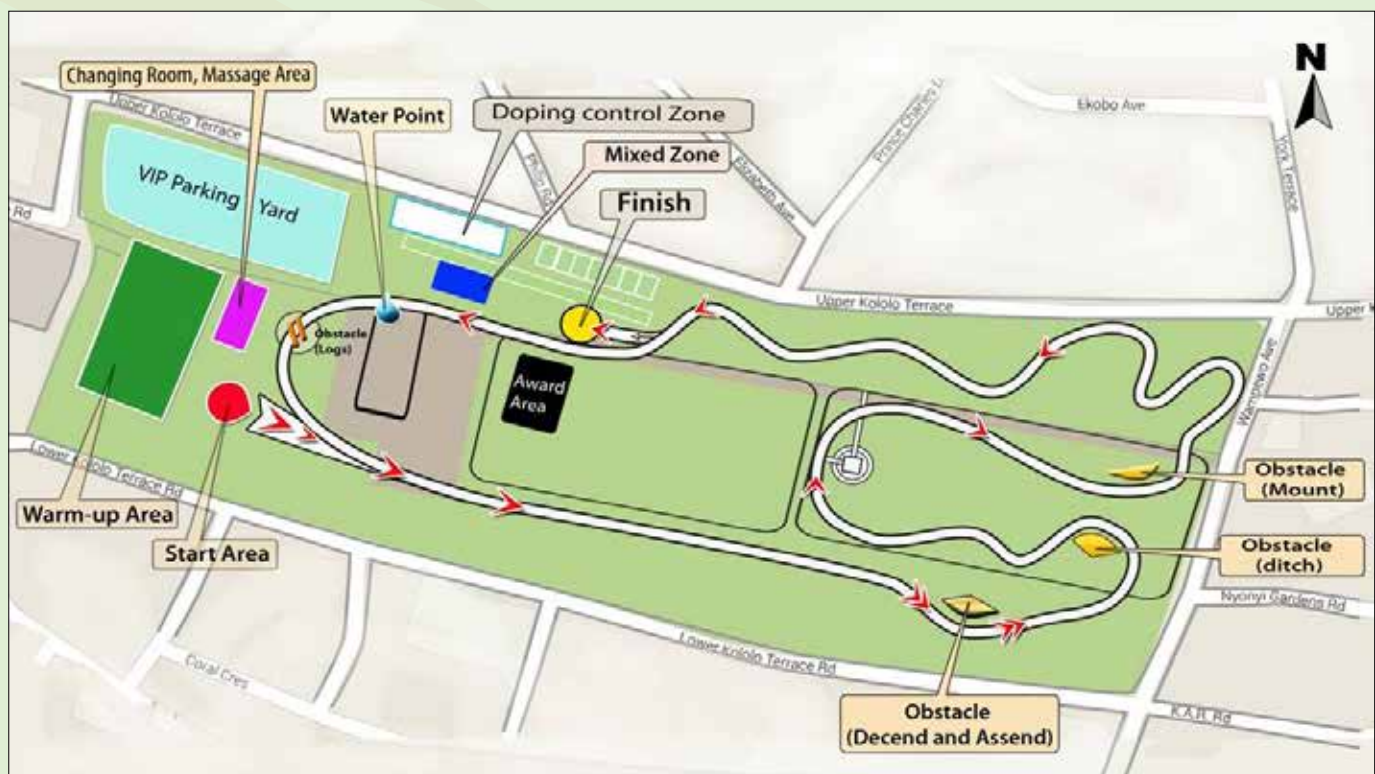 N
Changing Room, Massage Area
Water Point
Doping control Zone
Mixed Zone
Finish
VIP Parking Yard
Upper Kololo Terrace
Philip Rd
Elizabeth Ave
Prince Charles
Ekobo Ave
York Terrace
Rd
Upper Kololo Terrace
Upper
Wampewo Ave
Obstacle
(Logs)
Award
Area
Obstacle
(Mount)
Obstacle
(ditch)
Nyonyi Gardens Rd
Lower Kololo Terrace Rd
Warm-up Area
Start Area
Coral Cres
Lower Kololo Terrace Rd
K.A.R. Rd
Obstacle
(Decend and Assend)